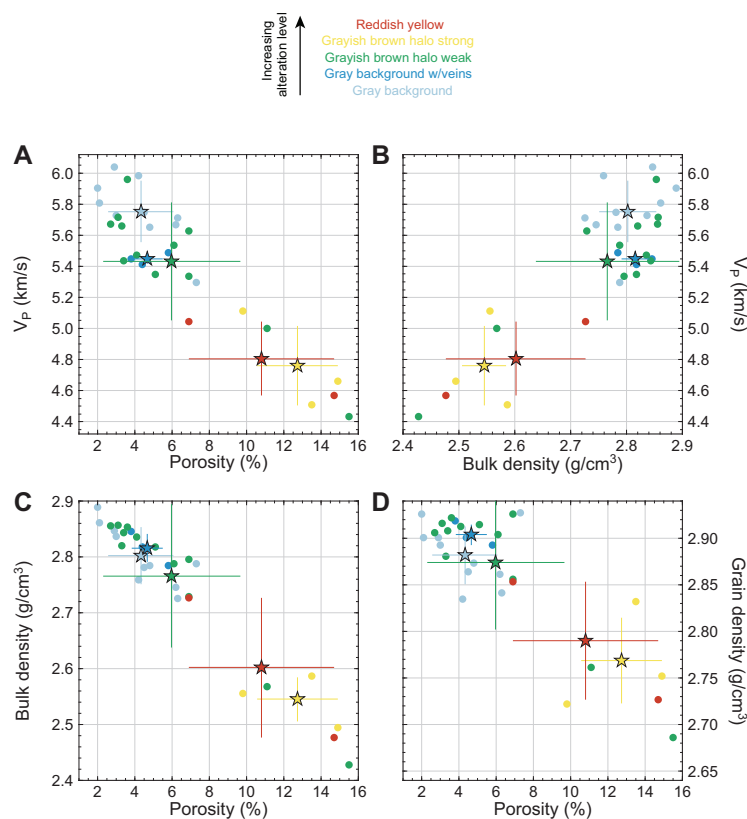 Increasing
alteration level
Reddish yellow
Grayish brown halo strong
Grayish brown halo weak
Gray background w/veins
Gray background
A
B
6.0
5.8
5.6
5.4
5.2
5.0
4.8
4.6
4.4
V_P (km/s)
2 4 6 8 10 12 14 16
Porosity (%)
6.0
5.8
5.6
5.4
5.2
5.0
4.8
4.6
4.4
V_P (km/s)
2.4 2.5 2.6 2.7 2.8 2.9
Bulk density (g/cm³)
C
D
2.9
2.8
2.7
2.6
2.5
2.4
Bulk density (g/cm³)
2 4 6 8 10 12 14 16
Porosity (%)
2.90
2.85
2.80
2.75
2.70
2.65
Grain density (g/cm³)
2 4 6 8 10 12 14 16
Porosity (%)